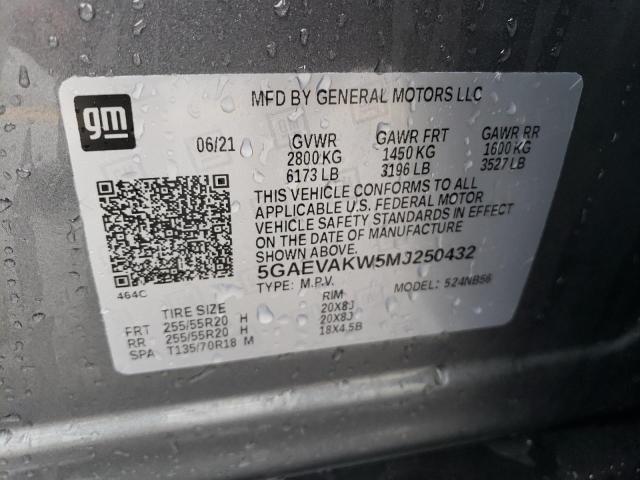 gm
MFD BY GENERAL MOTORS LLC
06/21 GVWR GAWR FRT GAWR RR
2800 KG 1450 KG 1600 KG
6173 LB 3196 LB 3527 LB
THIS VEHICLE CONFORMS TO ALL
APPLICABLE U.S. FEDERAL MOTOR
VEHICLE SAFETY STANDARDS IN EFFECT
ON THE DATE OF MANUFACTURE
5GAEVAKW5MJ250432
464C TYPE: M.P.V. MODEL: 524NB56
TIRE SIZE RIM
FRT 255/55R20 H 20X8J
RR 255/55R20 H 20X8J
SPA T135/70R18 M 18X4.5B